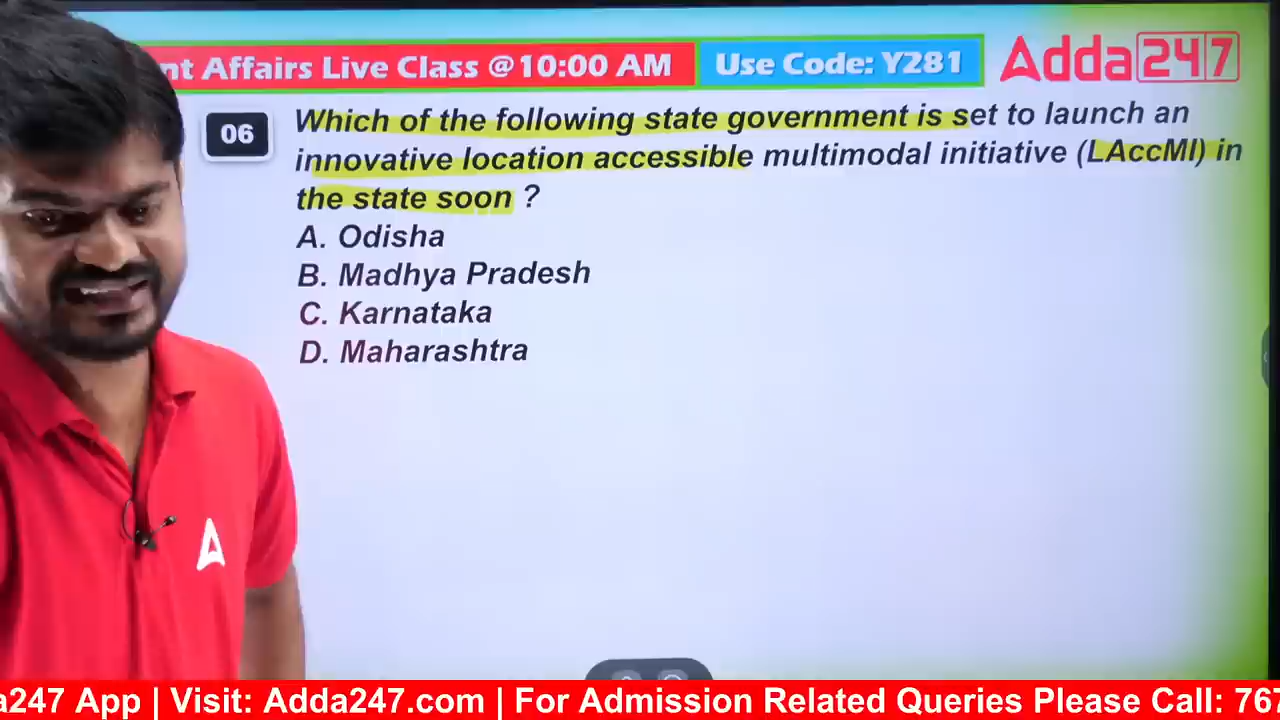 nt Affairs Live Class @10:00 AM
Use Code: Y281
Adda247
06
Which of the following state government is set to launch an
innovative location accessible multimodal initiative (LAccMI) in
the state soon ?
A. Odisha
B. Madhya Pradesh
C. Karnataka
D. Maharashtra
a247 App | Visit: Adda247.com | For Admission Related Queries Please Call: 767